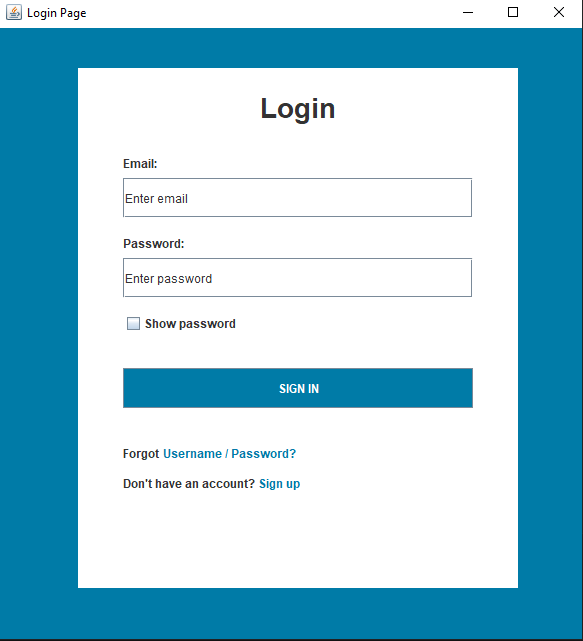 Login Page
Login
Email:
Enter email
Password:
Enter password
Show password
SIGN IN
Forgot Username / Password?
Don't have an account? Sign up